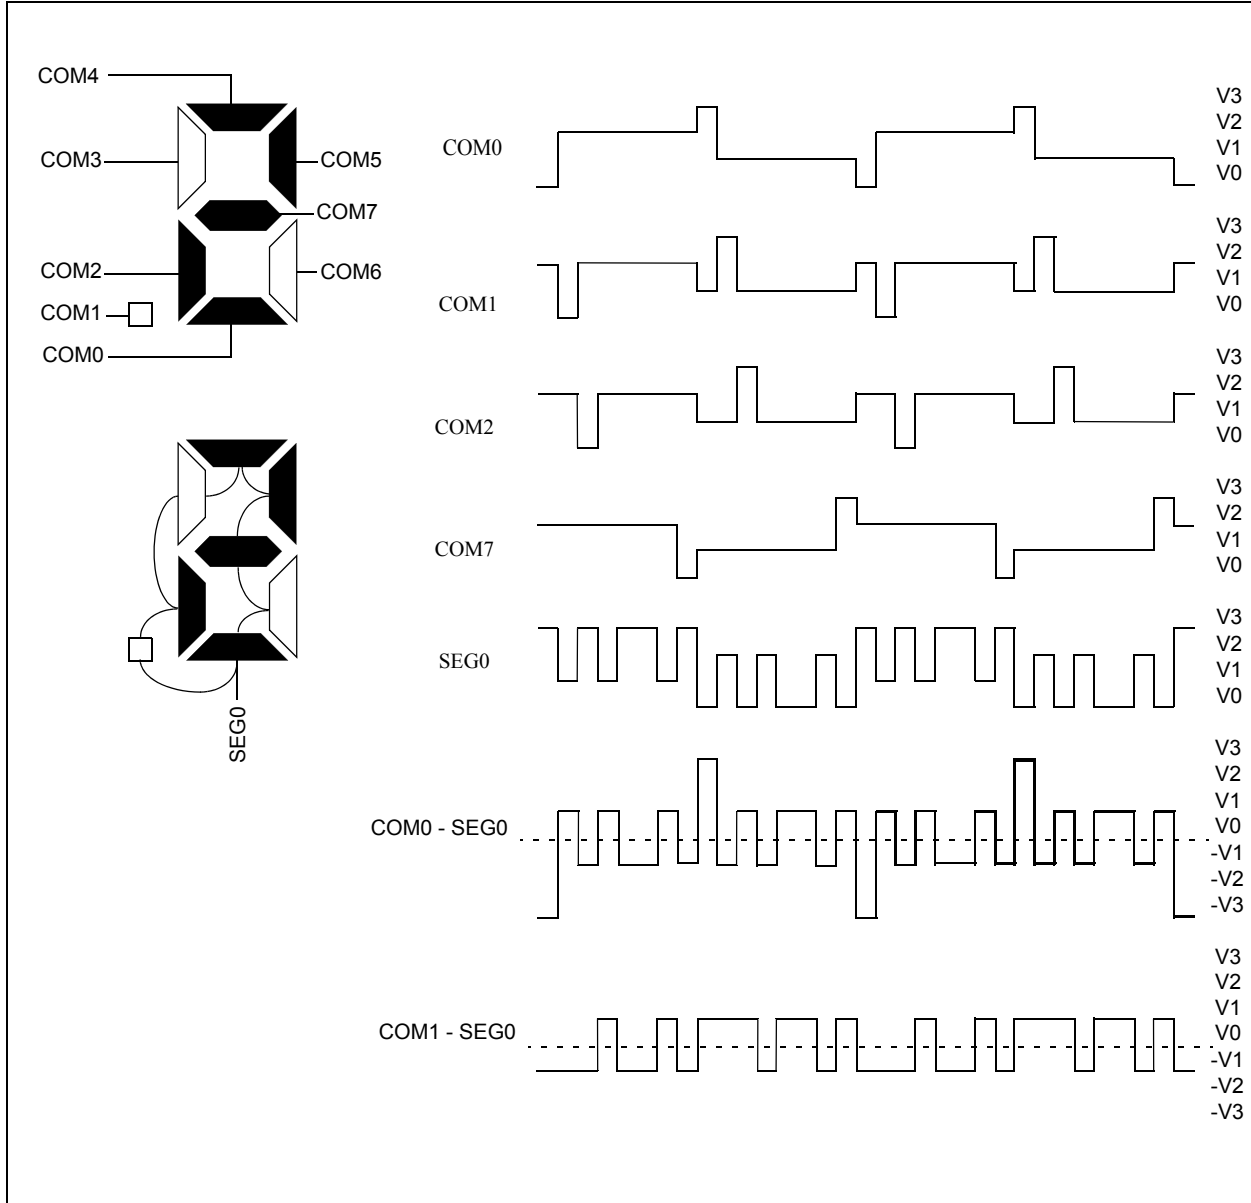 COM4
COM3
COM5
COM7
COM2
COM6
COM1
COM0
SEG0
COM0
V3
V2
V1
V0
COM1
V3
V2
V1
V0
COM2
V3
V2
V1
V0
COM7
V3
V2
V1
V0
SEG0
V3
V2
V1
V0
COM0 - SEG0
V3
V2
V1
V0
-V1
-V2
-V3
COM1 - SEG0
V3
V2
V1
V0
-V1
-V2
-V3